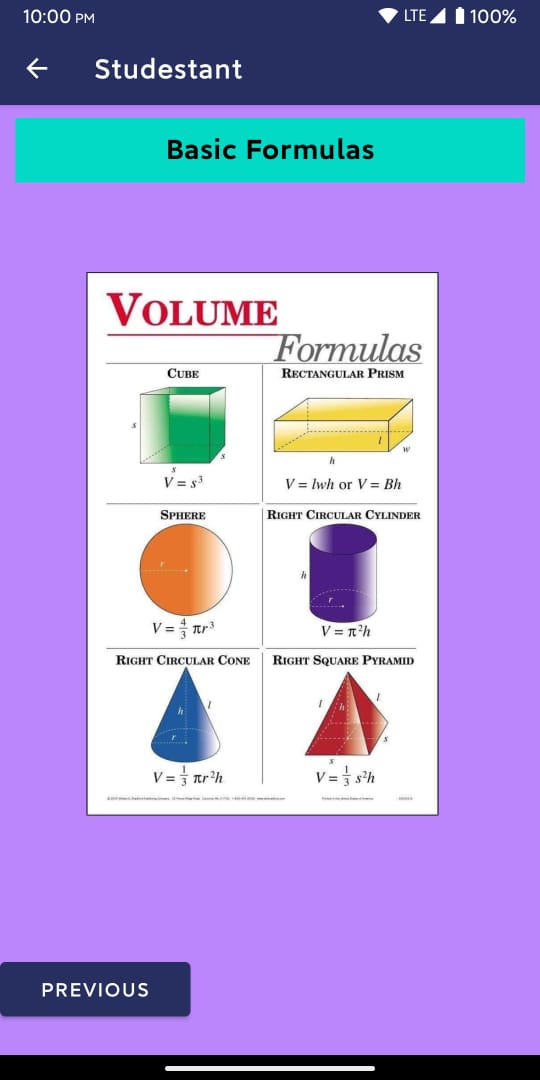 10:00 PM LTE 100%
Studestant
Basic Formulas
VOLUME
Formulas
CUBE
RECTANGULAR PRISM
s
s
s
l
w
h
V = s³
V = lwh or V = Bh
SPHERE
RIGHT CIRCULAR CYLINDER
r
h
r
V = 4/3 πr³
V = π²h
RIGHT CIRCULAR CONE
RIGHT SQUARE PYRAMID
h
l
r
l
h
l
s
s
V = 1/3 πr²h
V = 1/3 s²h
PREVIOUS